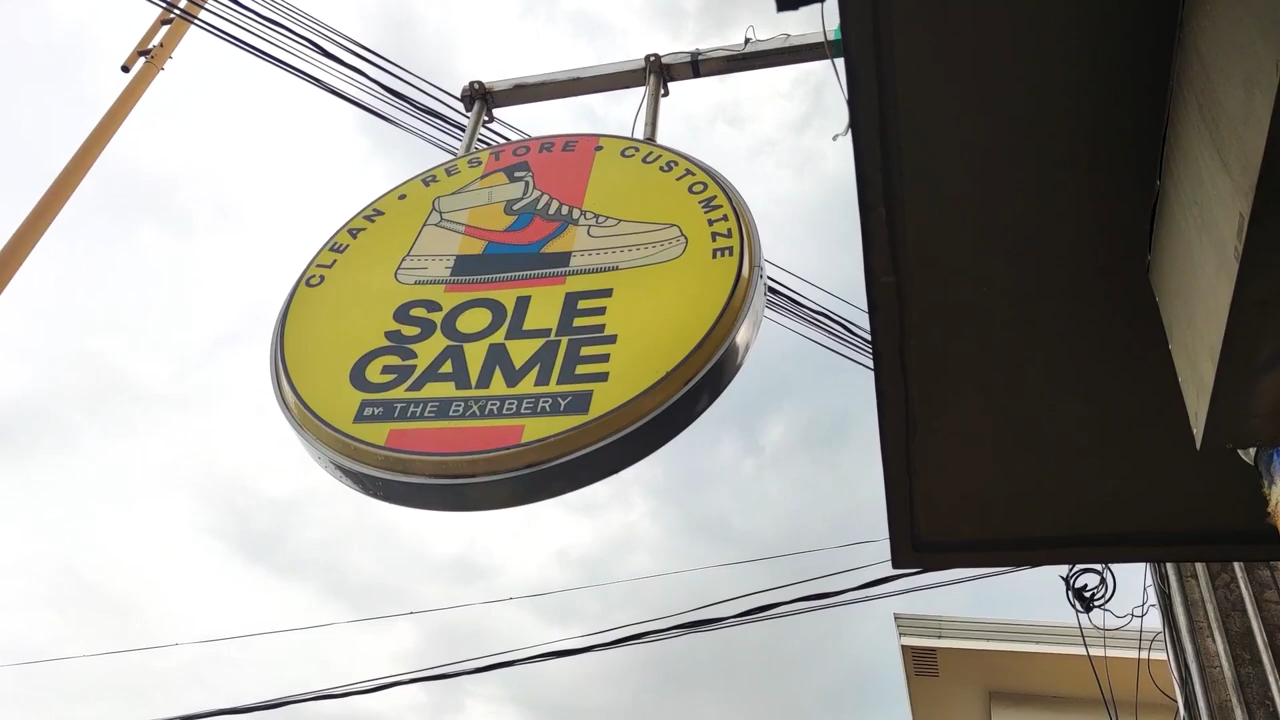 CLEAN • RESTORE • CUSTOMIZE
SOLE
GAME
BY: THE BXRBERY